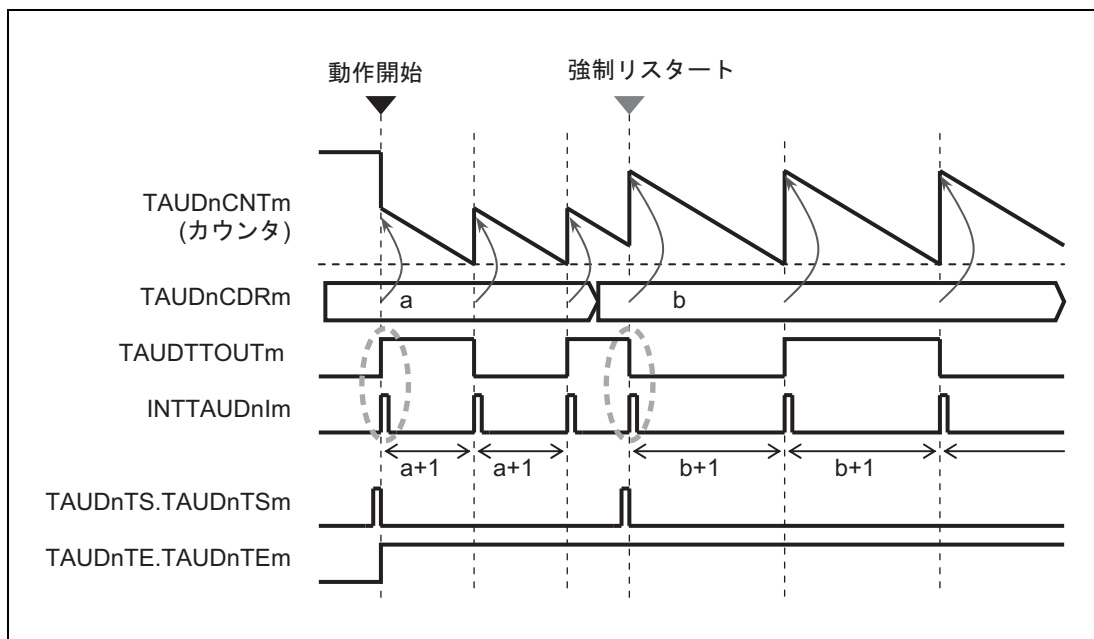 動作開始
強制リスタート
TAUDnCNTm
(カウンタ)
TAUDnCDRm
a
b
TAUDTTOUTm
INTTAUDnIm
a+1
a+1
b+1
b+1
TAUDnTS.TAUDnTSm
TAUDnTE.TAUDnTEm